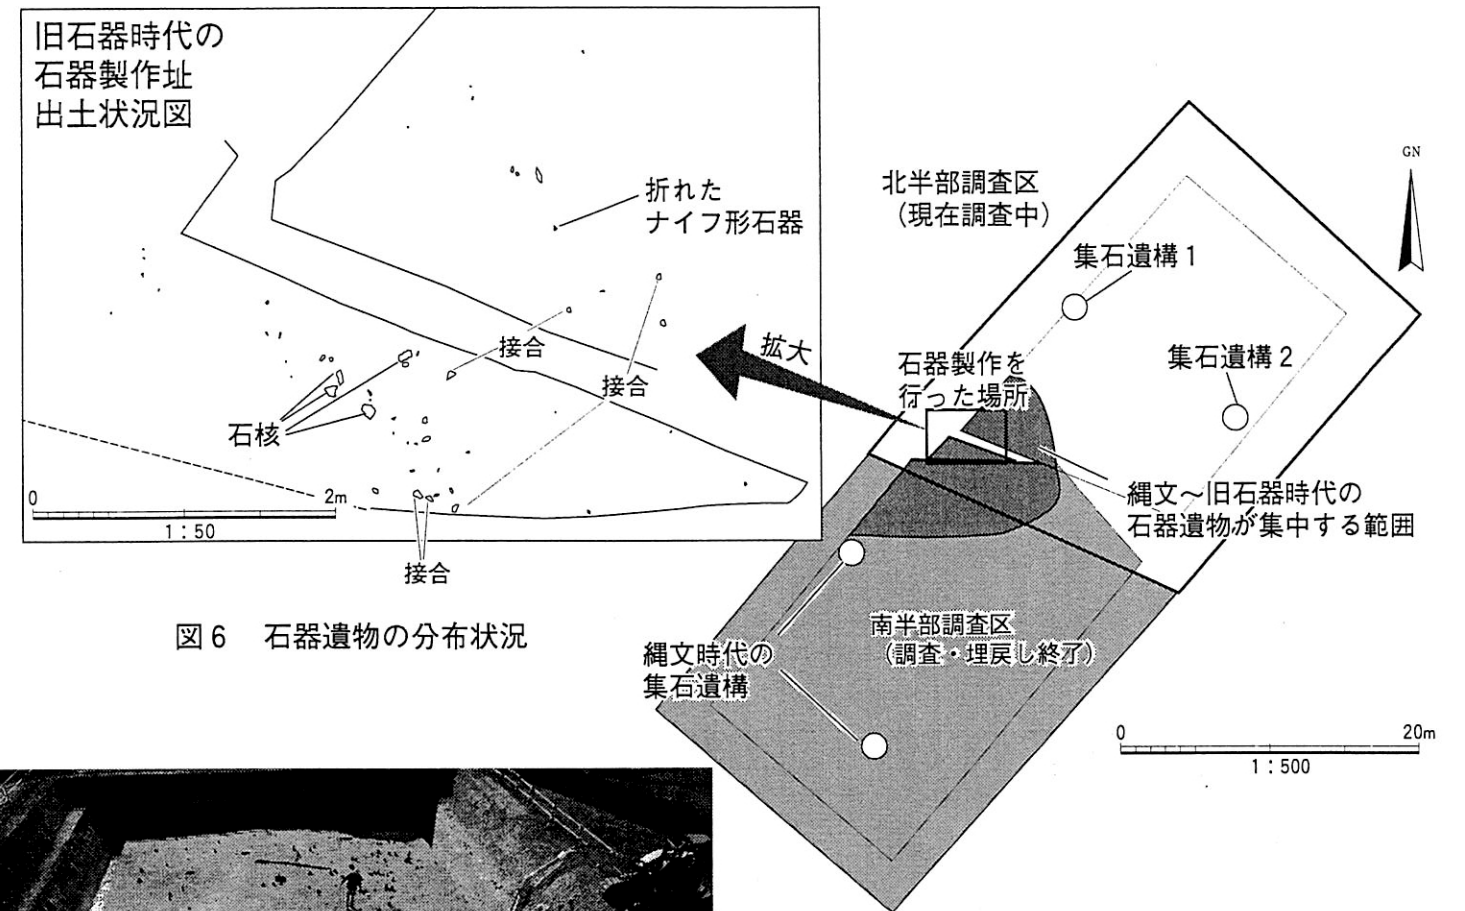 旧石器時代の
石器製作址
出土状況図
折れた
ナイフ形石器
接合
接合
石核
0 2m
1：50
接合
図6 石器遺物の分布状況
GN
北半部調査区
（現在調査中）
集石遺構1
拡大
石器製作を
行った場所
集石遺構2
縄文～旧石器時代の
石器遺物が集中する範囲
南半部調査区
（調査・埋戻し終了）
縄文時代の
集石遺構
0 20m
1：500